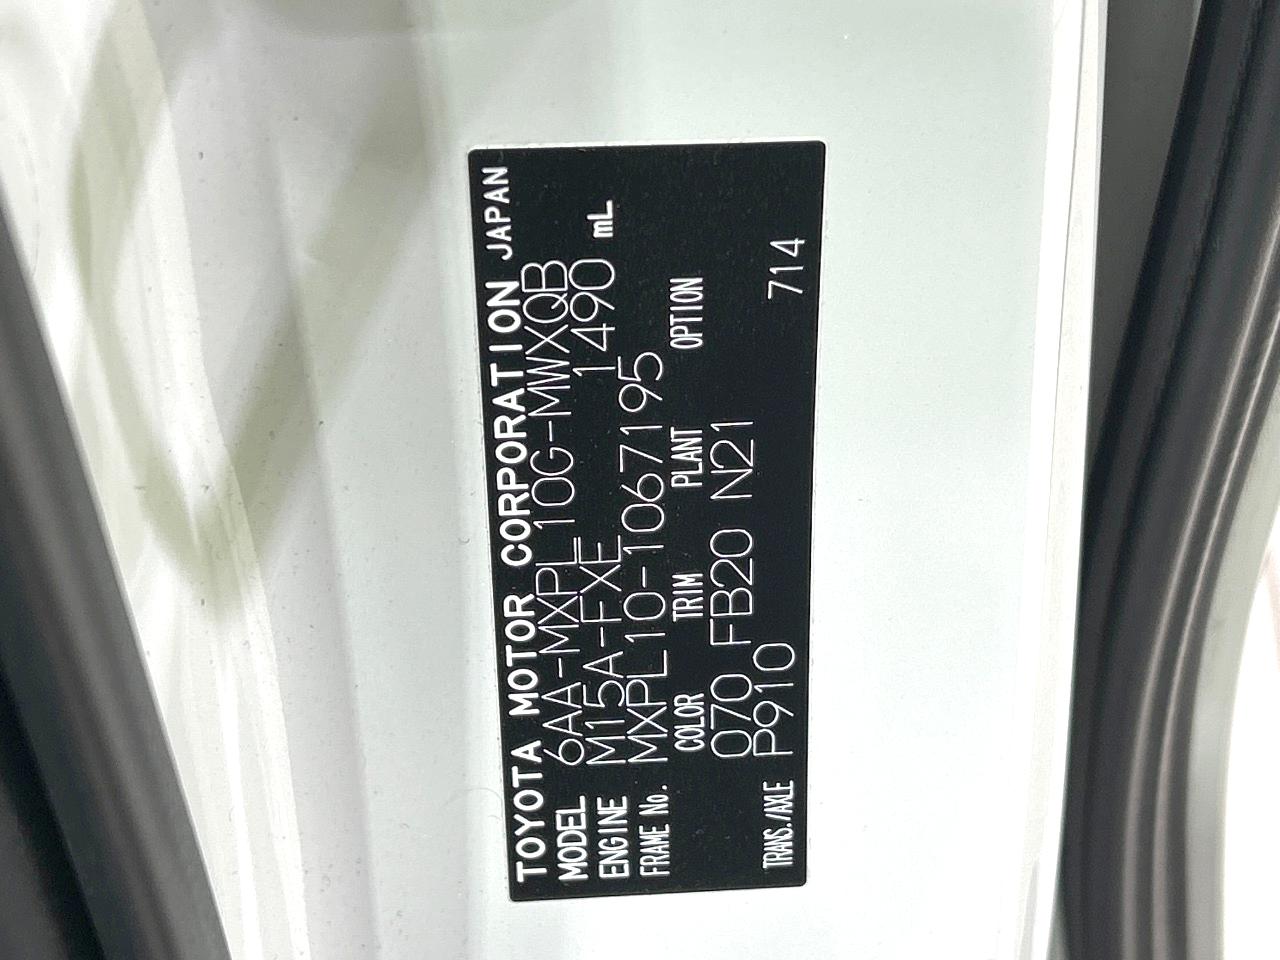 TOYOTA MOTOR CORPORATION JAPAN
MODEL 6AA-MXPL10G-MWXQB
ENGINE M15A-FXE 1490 mL
FRAME No. MXPL10-1067195
COLOR TRIM PLANT OPTION
070 FB20 N21
TRANS./AXLE P910 714